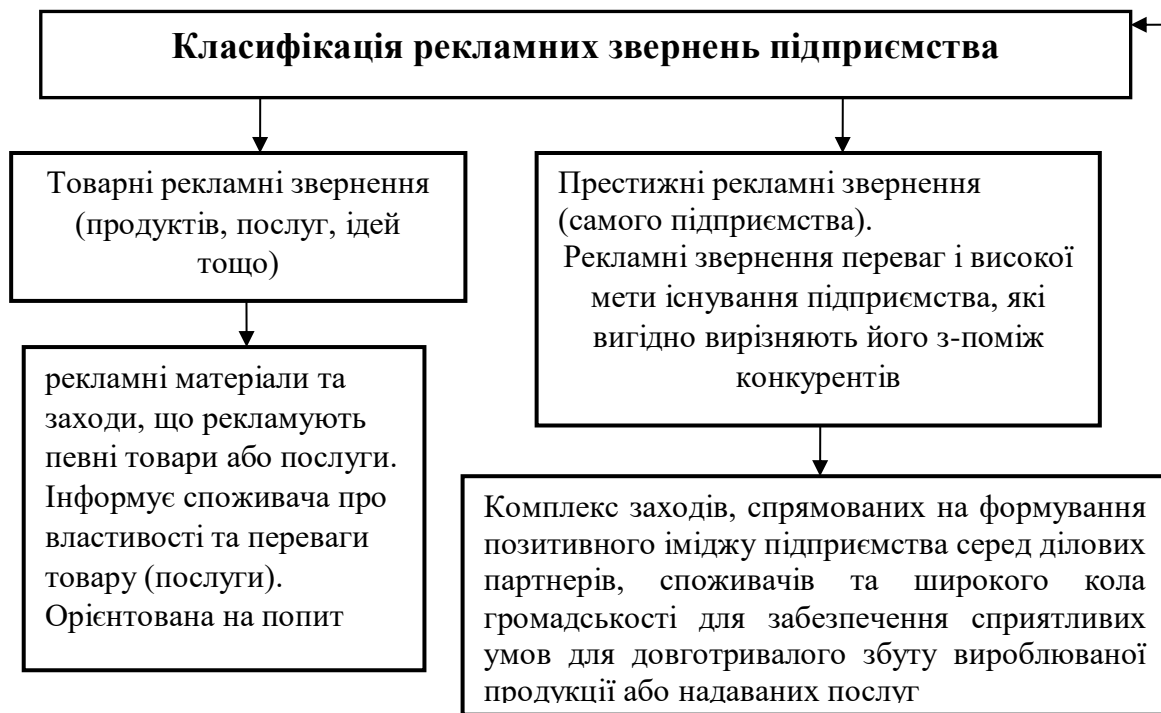 Класифікація рекламних звернень підприємства
Товарні рекламні звернення
(продуктів, послуг, ідей
тощо)
Престижні рекламні звернення
(самого підприємства).
Рекламні звернення переваг і високої
мети існування підприємства, які
вигідно вирізняють його з-поміж
конкурентів
рекламні матеріали та
заходи, що рекламують
певні товари або послуги.
Інформує споживача про
властивості та переваги
товару (послуги).
Орієнтована на попит
Комплекс заходів, спрямованих на формування
позитивного іміджу підприємства серед ділових
партнерів, споживачів та широкого кола
громадськості для забезпечення сприятливих
умов для довготривалого збуту вироблюваної
продукції або надаваних послуг